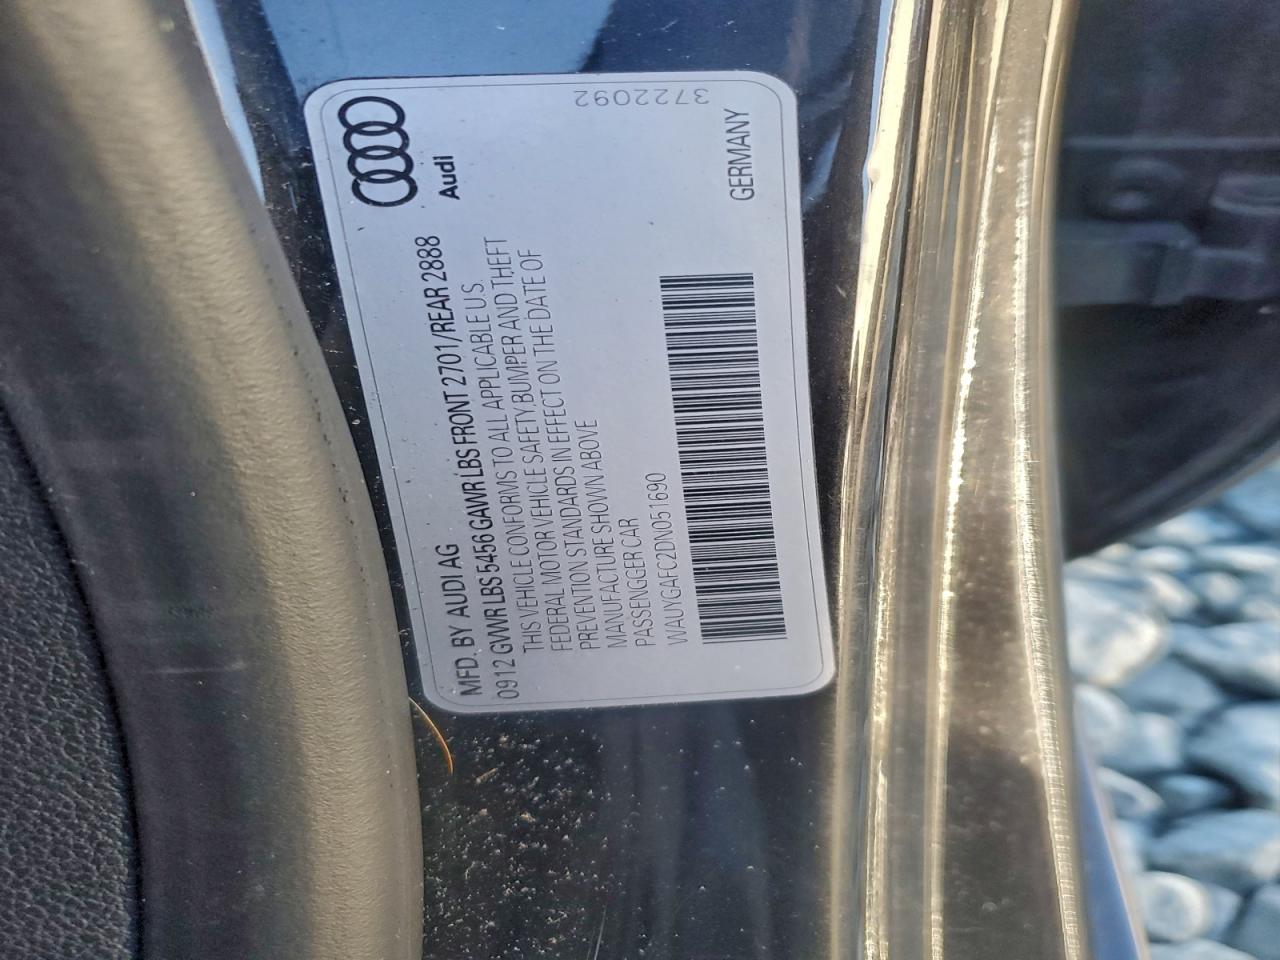 Audi
MFD. BY AUDI AG
0912 GVWR LBS 5456 GAWR LBS FRONT 2701/REAR 2888
THIS VEHICLE CONFORMS TO ALL APPLICABLE U.S.
FEDERAL MOTOR VEHICLE SAFETY, BUMPER AND THEFT
PREVENTION STANDARDS IN EFFECT ON THE DATE OF
MANUFACTURE SHOWN ABOVE
PASSENGGER CAR
WAUYGAFC2DN051690
GERMANY
3722092